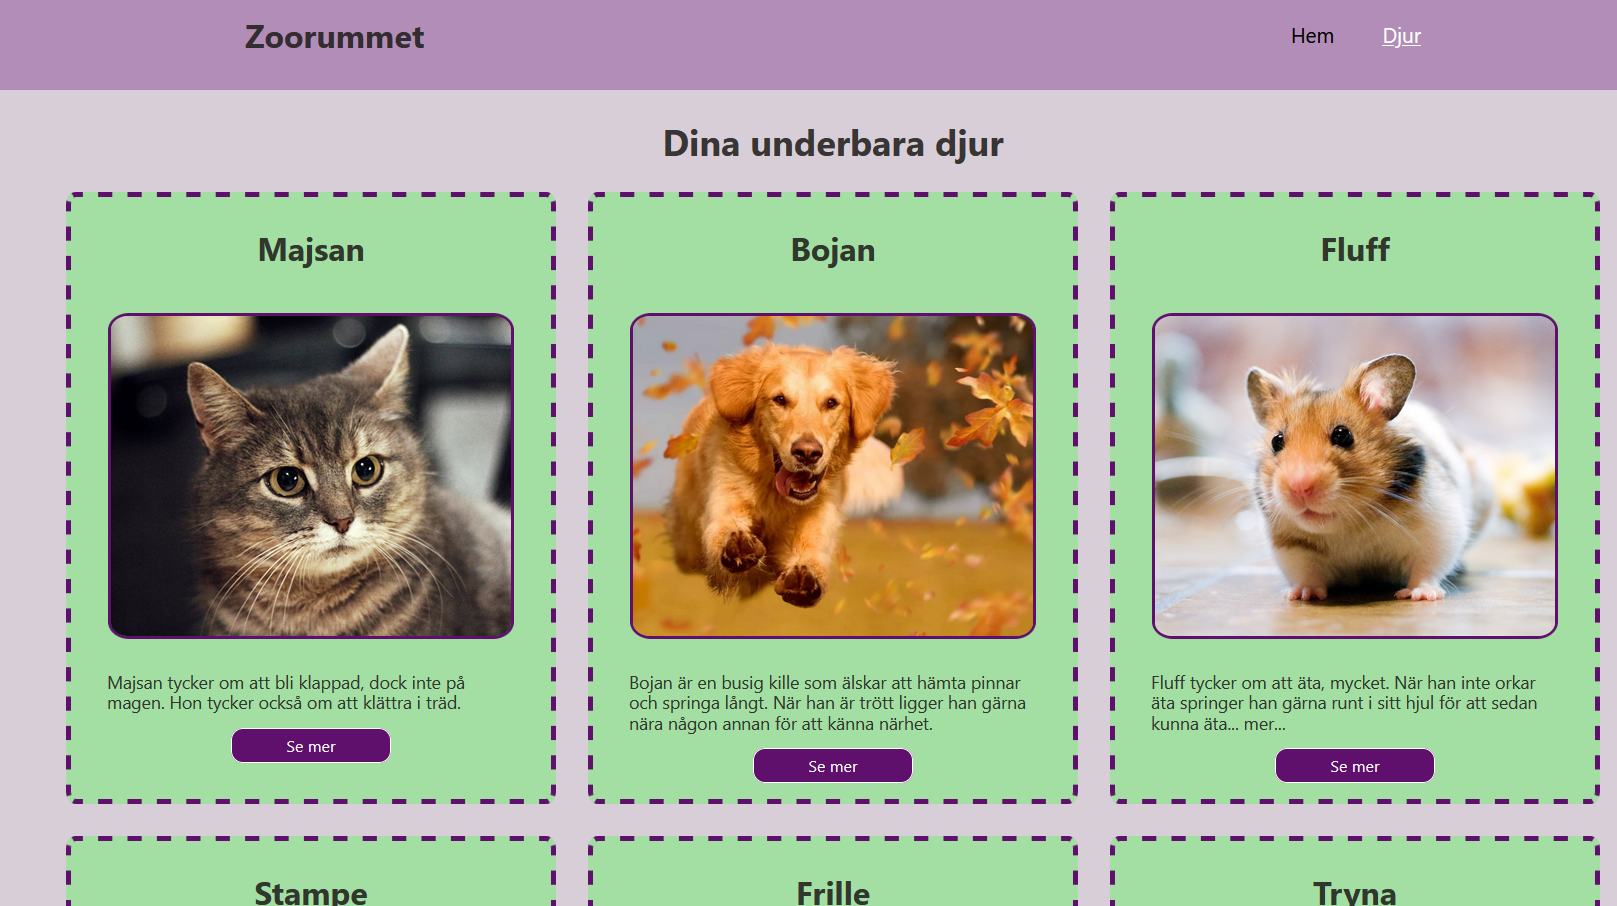 Zoorummet
Hem
Djur
Dina underbara djur
Majsan
Bojan
Fluff
Majsan tycker om att bli klappad, dock inte på
magen. Hon tycker också om att klättra i träd.
Se mer
Bojan är en busig kille som älskar att hämta pinnar
och springa långt. När han är trött ligger han gärna
nära någon annan för att känna närhet.
Se mer
Fluff tycker om att äta, mycket. När han inte orkar
äta springer han gärna runt i sitt hjul för att sedan
kunna äta... mer...
Se mer
Stampe
Frille
Tryna